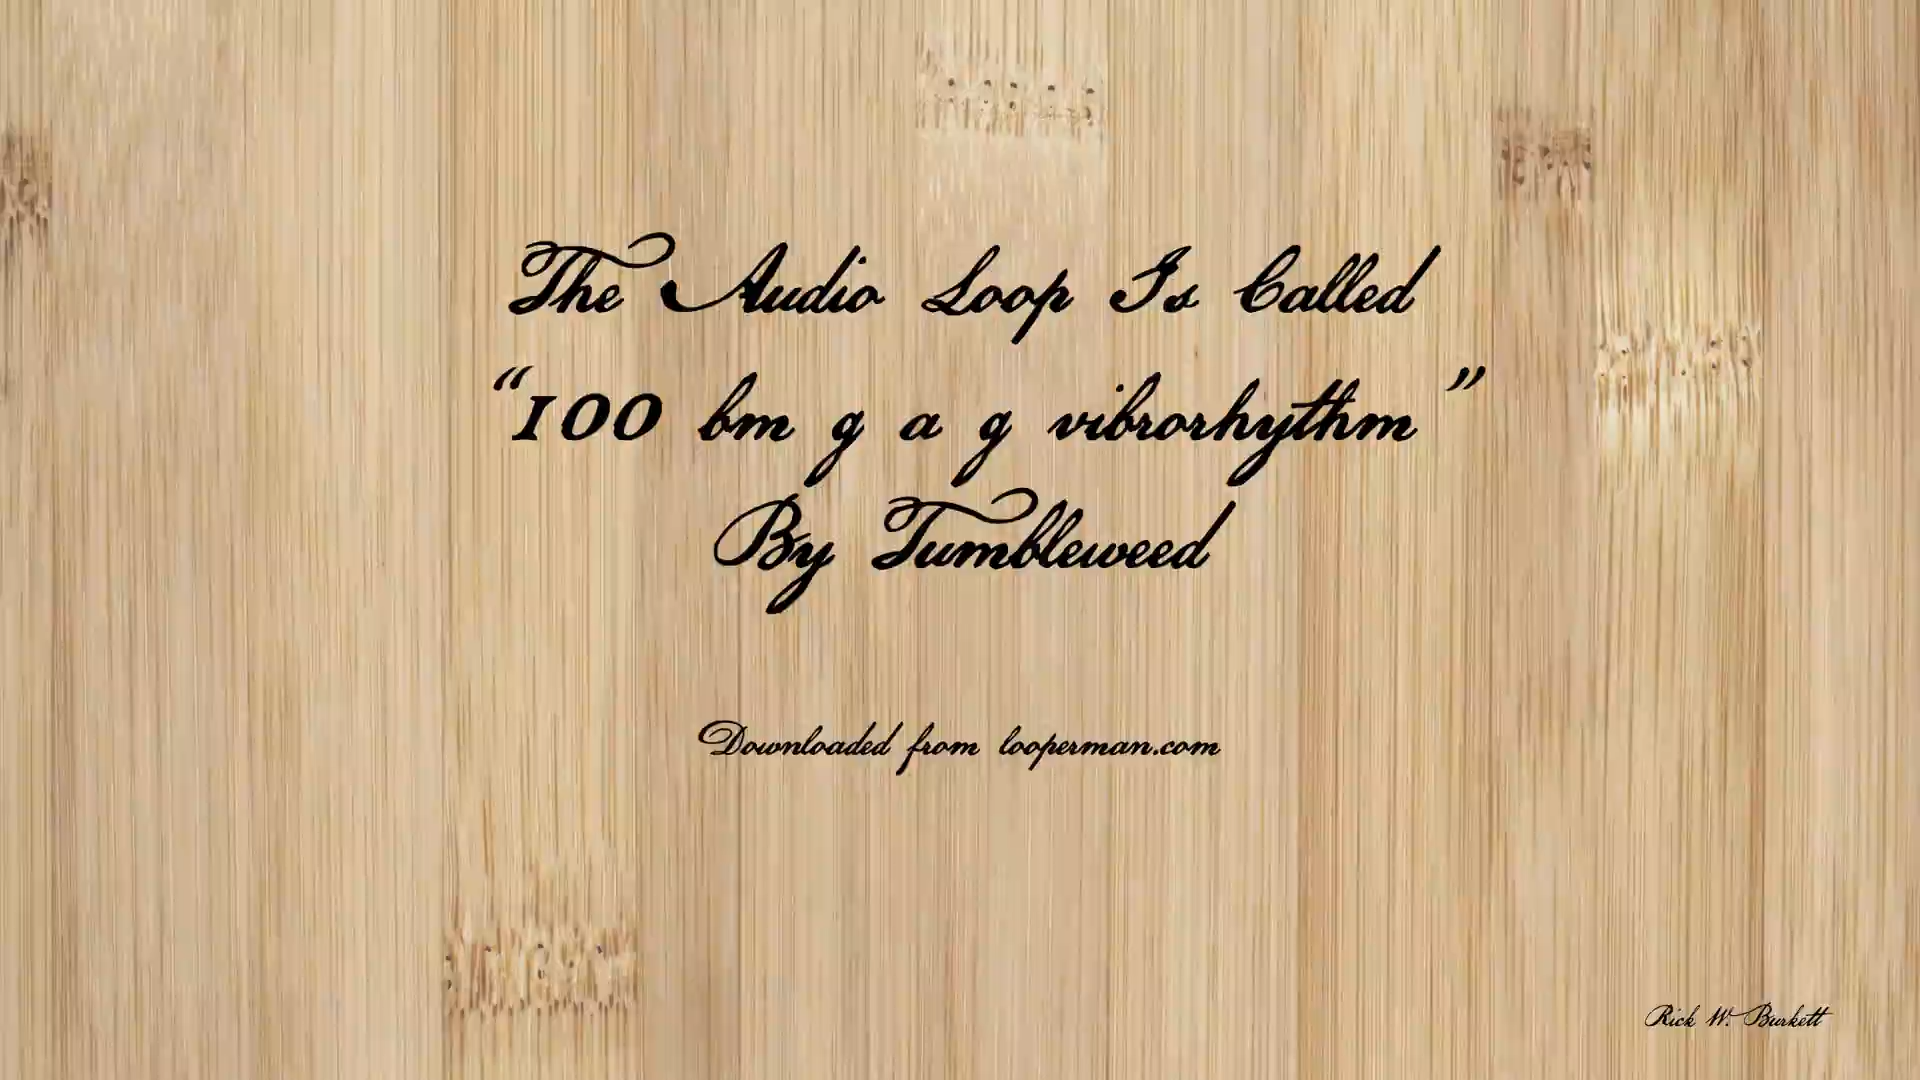 The Audio Loop Is Called
“100 bm g a g vibrorhythm”
By Tumbleweed
Downloaded from looperman.com
Rick W. Burkett